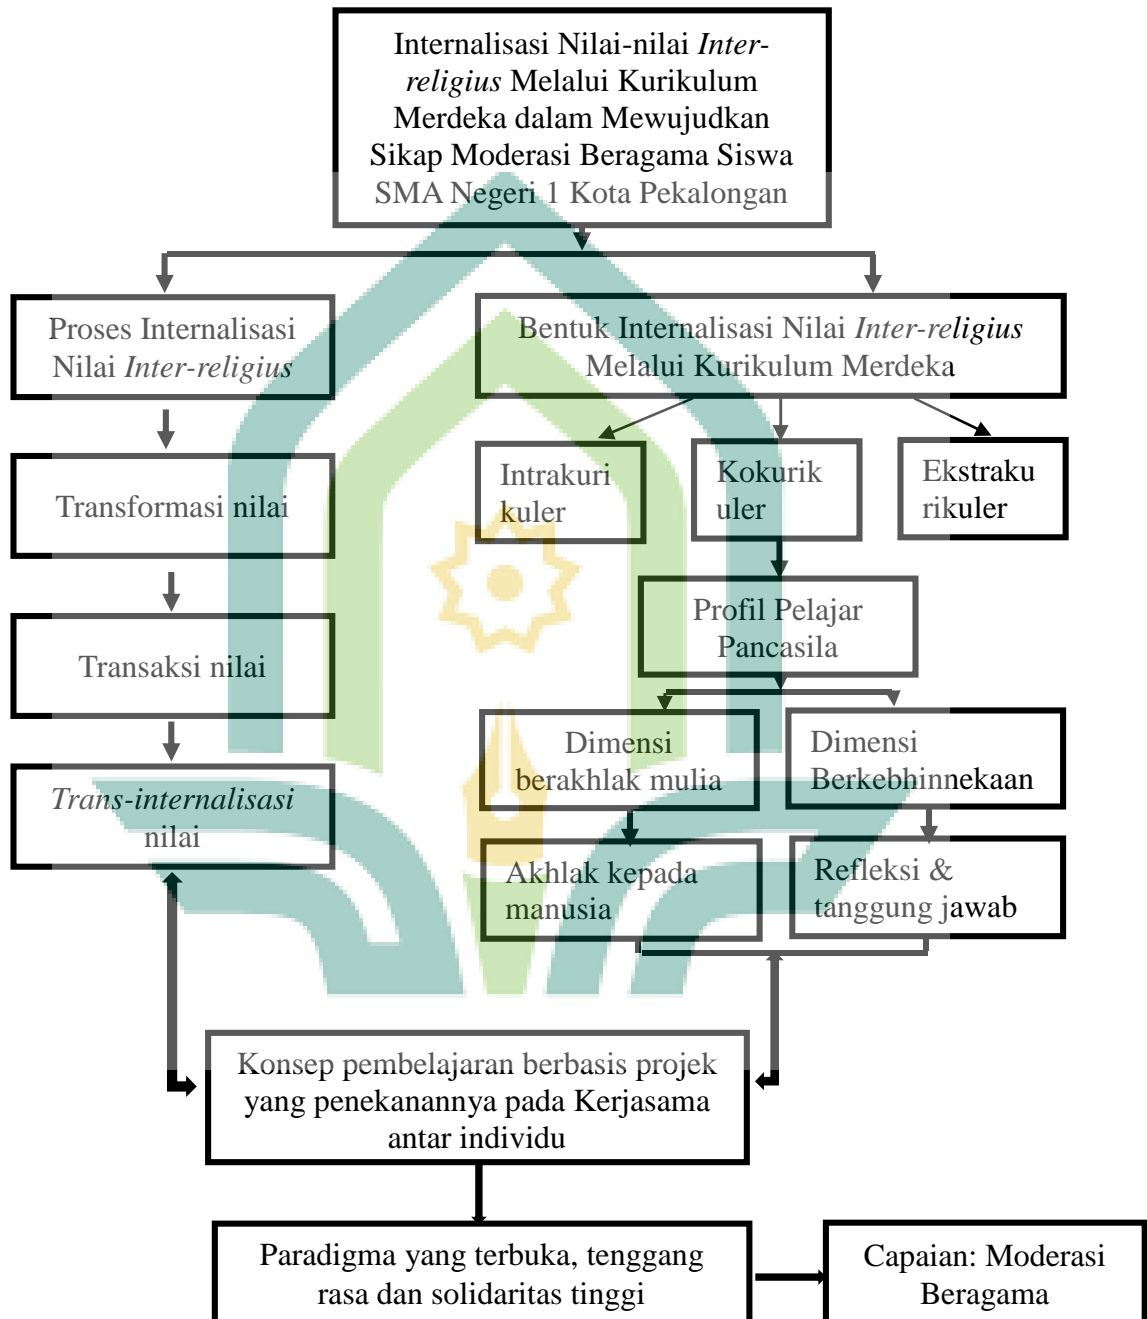 Internalisasi Nilai-nilai Inter-
religius Melalui Kurikulum
Merdeka dalam Mewujudkan
Sikap Moderasi Beragama Siswa
SMA Negeri 1 Kota Pekalongan
Proses Internalisasi
Nilai Inter-religius
Bentuk Internalisasi Nilai Inter-religius
Melalui Kurikulum Merdeka
Transformasi nilai
Intrakuri
kuler
Kokurik
uler
Ekstraku
rikuler
Transaksi nilai
Profil Pelajar
Pancasila
Trans-internalisasi
nilai
Dimensi
berakhlak mulia
Dimensi
Berkebhinnekaan
Akhlak kepada
manusia
Refleksi &
tanggung jawab
Konsep pembelajaran berbasis projek
yang penekanannya pada Kerjasama
antar individu
Paradigma yang terbuka, tenggang
rasa dan solidaritas tinggi
Capaian: Moderasi
Beragama